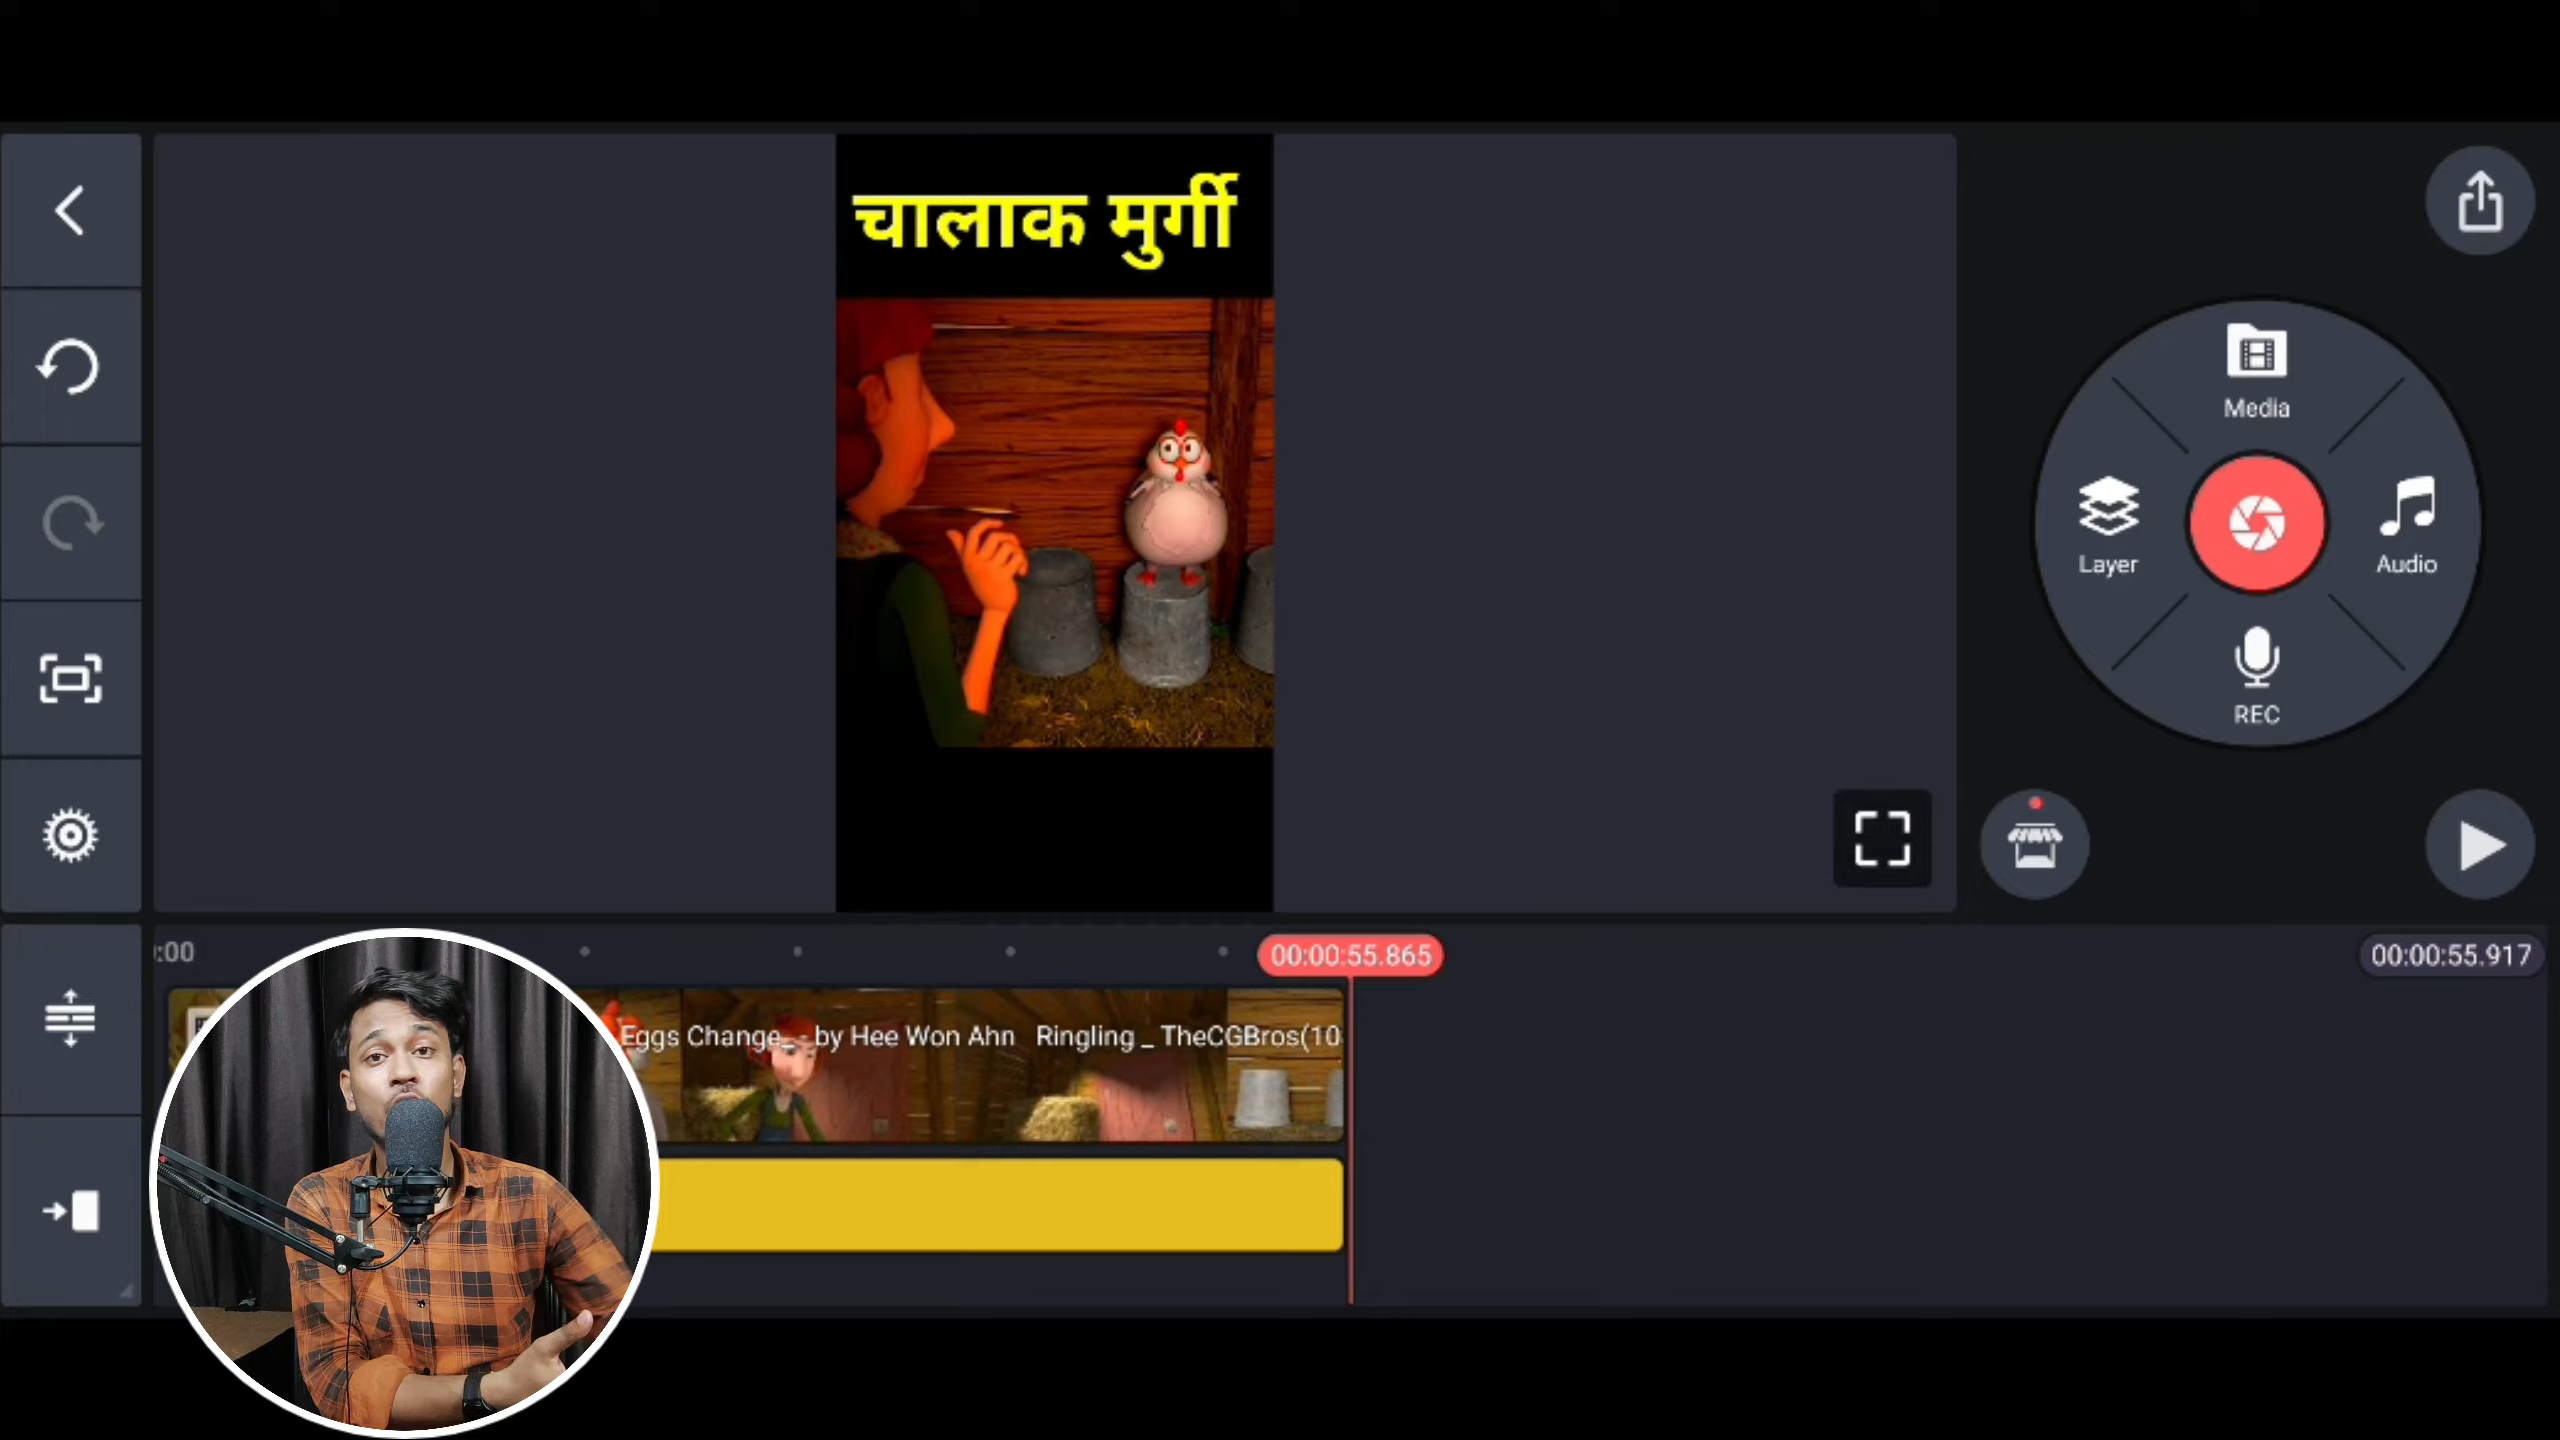 चालाक मुर्गी
Media
Layer
Audio
REC
:00
00:00:55.865
00:00:55.917
Eggs Change_ - by Hee Won Ahn   Ringling _ TheCGBros(10